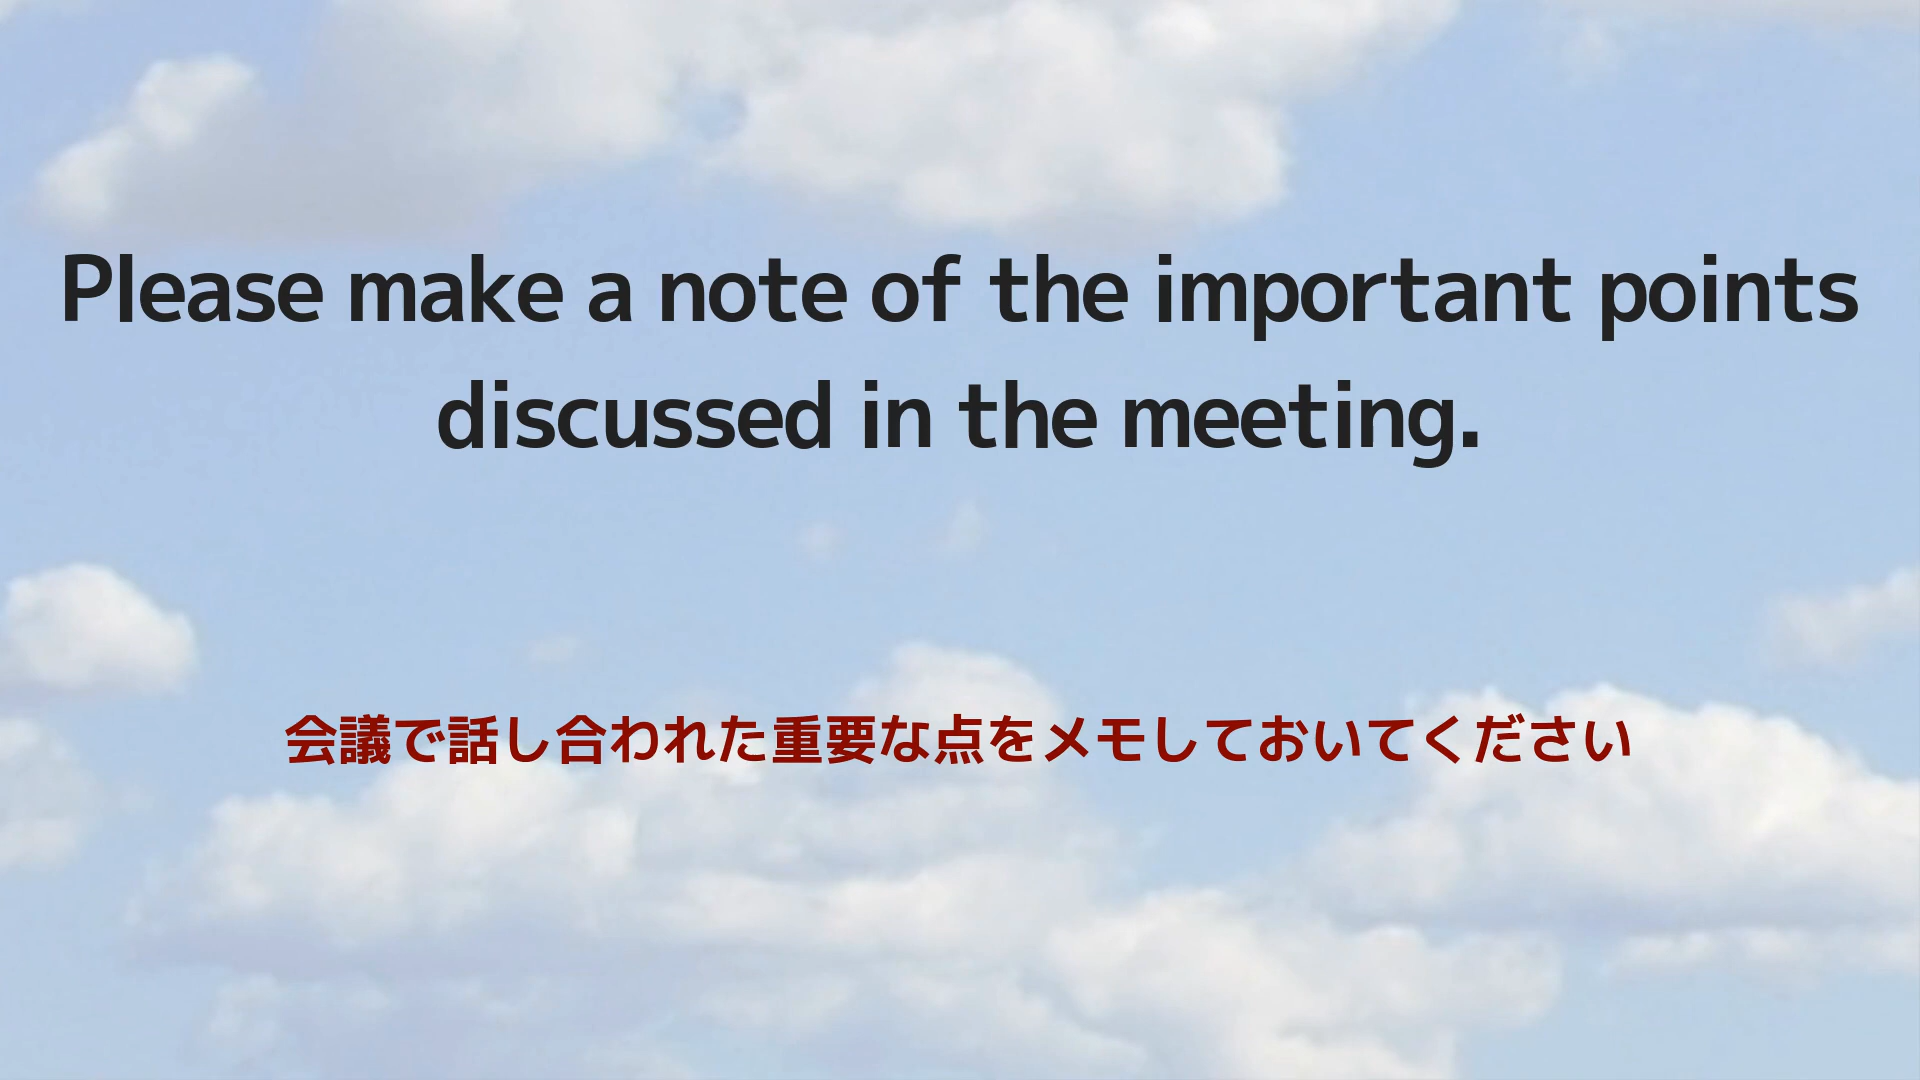 Please make a note of the important points
discussed in the meeting.
会議で話し合われた重要な点をメモしておいてください